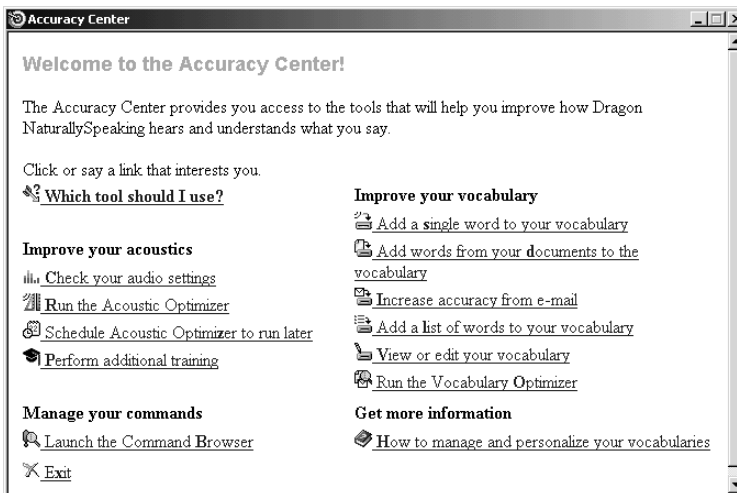 Accuracy Center
Welcome to the Accuracy Center!
The Accuracy Center provides you access to the tools that will help you improve how Dragon
NaturallySpeaking hears and understands what you say.
Click or say a link that interests you.
Which tool should I use?
Improve your acoustics
Check your audio settings
Run the Acoustic Optimizer
Schedule Acoustic Optimizer to run later
Perform additional training
Manage your commands
Launch the Command Browser
Exit
Improve your vocabulary
Add a single word to your vocabulary
Add words from your documents to the
vocabulary
Increase accuracy from e-mail
Add a list of words to your vocabulary
View or edit your vocabulary
Run the Vocabulary Optimizer
Get more information
How to manage and personalize your vocabularies